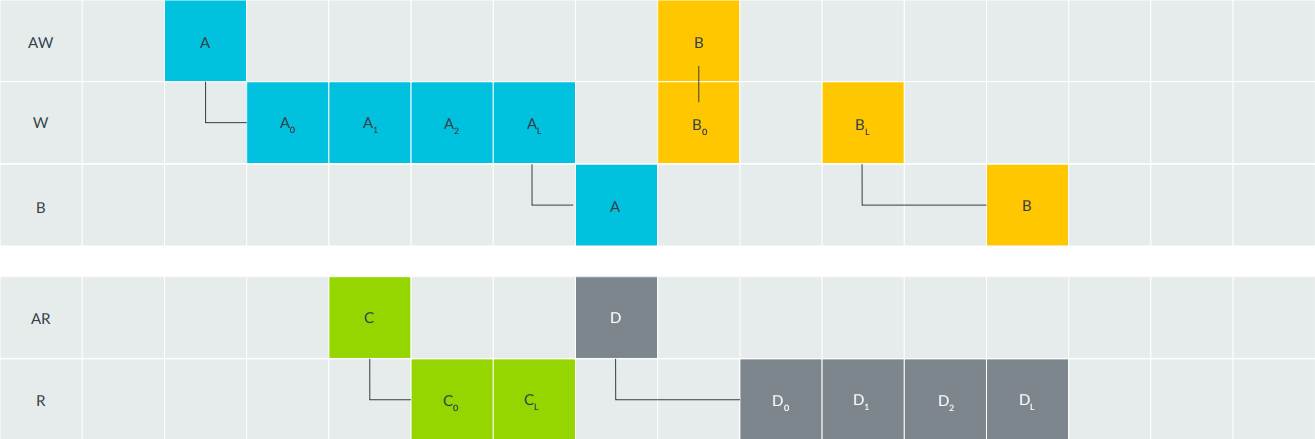 AW A B
W A0 A1 A2 AL B0 BL
B A B
AR C D
R C0 CL D0 D1 D2 DL